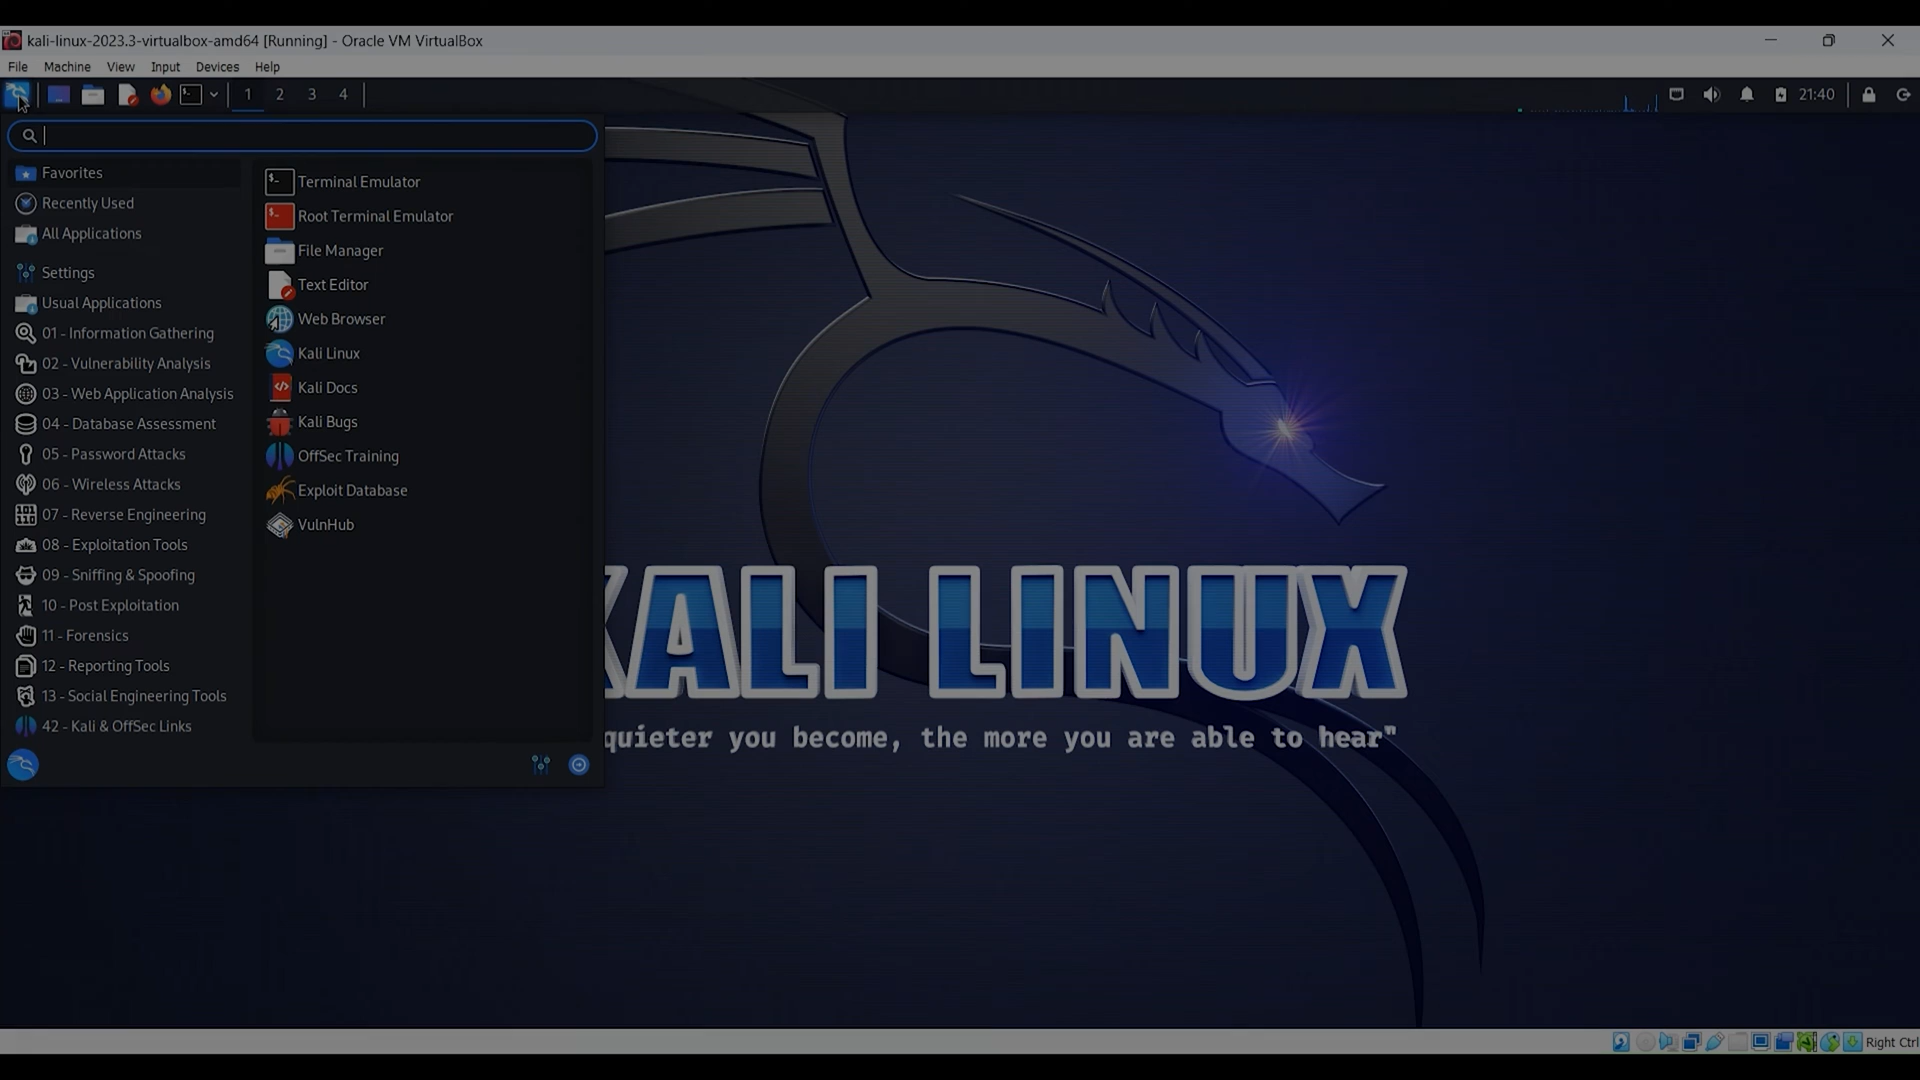 kali-linux-2023.3-virtualbox-amd64 [Running] - Oracle VM VirtualBox
File Machine View Input Devices Help
1 2 3 4 21:40
Favorites
Recently Used
All Applications
Settings
Usual Applications
01 - Information Gathering
02 - Vulnerability Analysis
03 - Web Application Analysis
04 - Database Assessment
05 - Password Attacks
06 - Wireless Attacks
07 - Reverse Engineering
08 - Exploitation Tools
09 - Sniffing & Spoofing
10 - Post Exploitation
11 - Forensics
12 - Reporting Tools
13 - Social Engineering Tools
42 - Kali & OffSec Links
Terminal Emulator
Root Terminal Emulator
File Manager
Text Editor
Web Browser
Kali Linux
Kali Docs
Kali Bugs
OffSec Training
Exploit Database
VulnHub
KALI LINUX
quieter you become, the more you are able to hear"
Right Ctrl